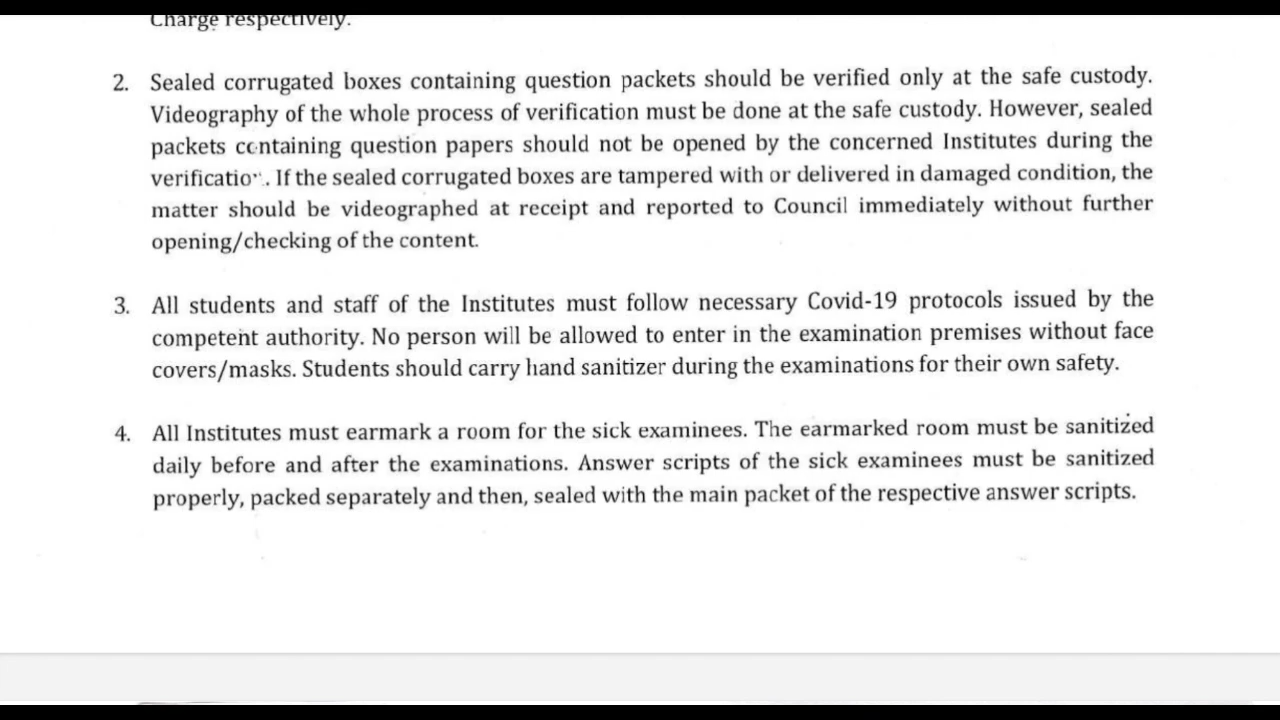 Charge respectively.
2. Sealed corrugated boxes containing question packets should be verified only at the safe custody.
Videography of the whole process of verification must be done at the safe custody. However, sealed
packets containing question papers should not be opened by the concerned Institutes during the
verification. If the sealed corrugated boxes are tampered with or delivered in damaged condition, the
matter should be videographed at receipt and reported to Council immediately without further
opening/checking of the content.
3. All students and staff of the Institutes must follow necessary Covid-19 protocols issued by the
competent authority. No person will be allowed to enter in the examination premises without face
covers/masks. Students should carry hand sanitizer during the examinations for their own safety.
4. All Institutes must earmark a room for the sick examinees. The earmarked room must be sanitized
daily before and after the examinations. Answer scripts of the sick examinees must be sanitized
properly, packed separately and then, sealed with the main packet of the respective answer scripts.